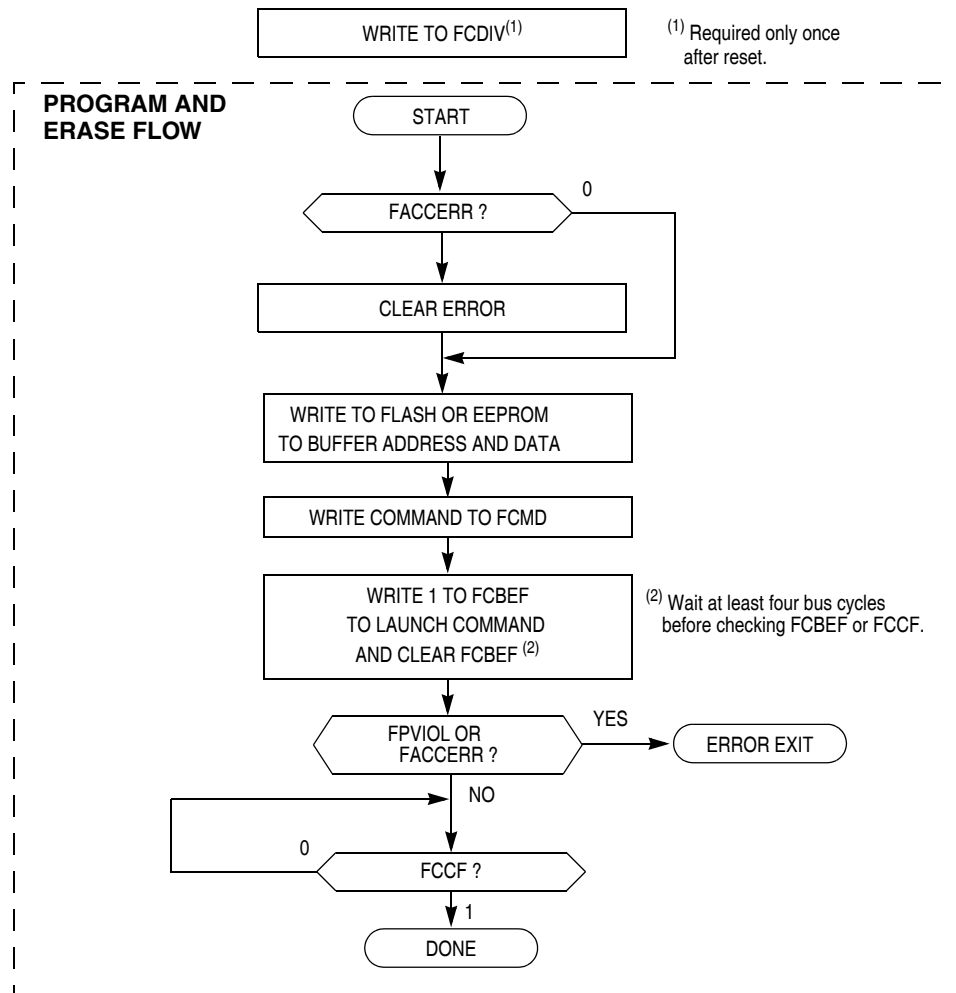 WRITE TO FCDIV(1)
(1) Required only once
after reset.
PROGRAM AND
ERASE FLOW
START
0
FACCERR ?
CLEAR ERROR
WRITE TO FLASH OR EEPROM
TO BUFFER ADDRESS AND DATA
WRITE COMMAND TO FCMD
WRITE 1 TO FCBEF
TO LAUNCH COMMAND
AND CLEAR FCBEF (2)
(2) Wait at least four bus cycles
before checking FCBEF or FCCF.
FPVIOL OR
FACCERR ?
YES
ERROR EXIT
NO
0
FCCF ?
1
DONE